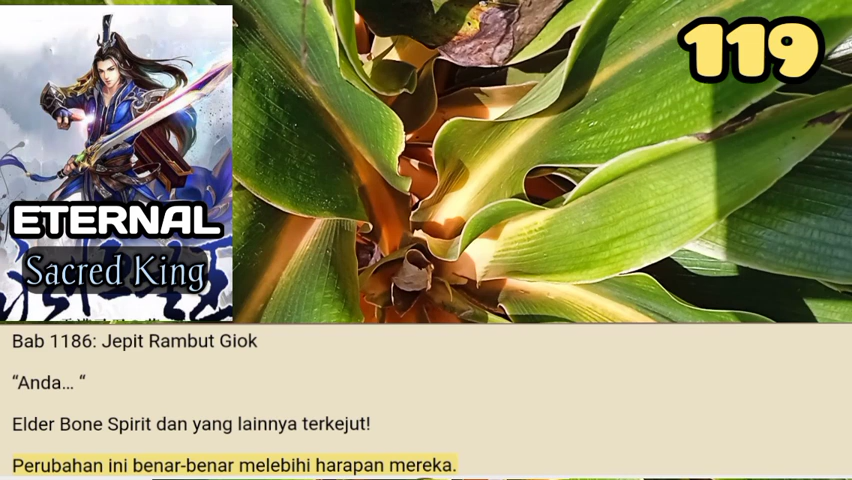 119
ETERNAL
Sacred King
Bab 1186: Jepit Rambut Giok
“Anda... “
Elder Bone Spirit dan yang lainnya terkejut!
Perubahan ini benar-benar melebihi harapan mereka.